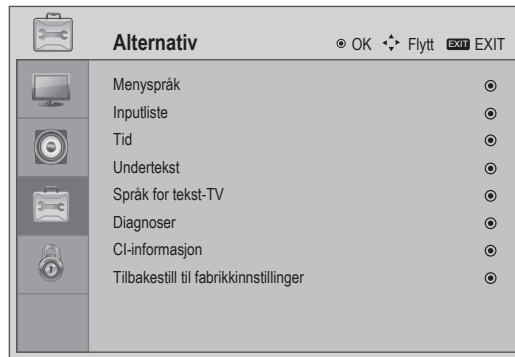 Alternativ OK Flytt EXIT EXIT
Menyspråk
Inputliste
Tid
Undertekst
Språk for tekst-TV
Diagnoser
CI-informasjon
Tilbakestill til fabrikkinnstillinger